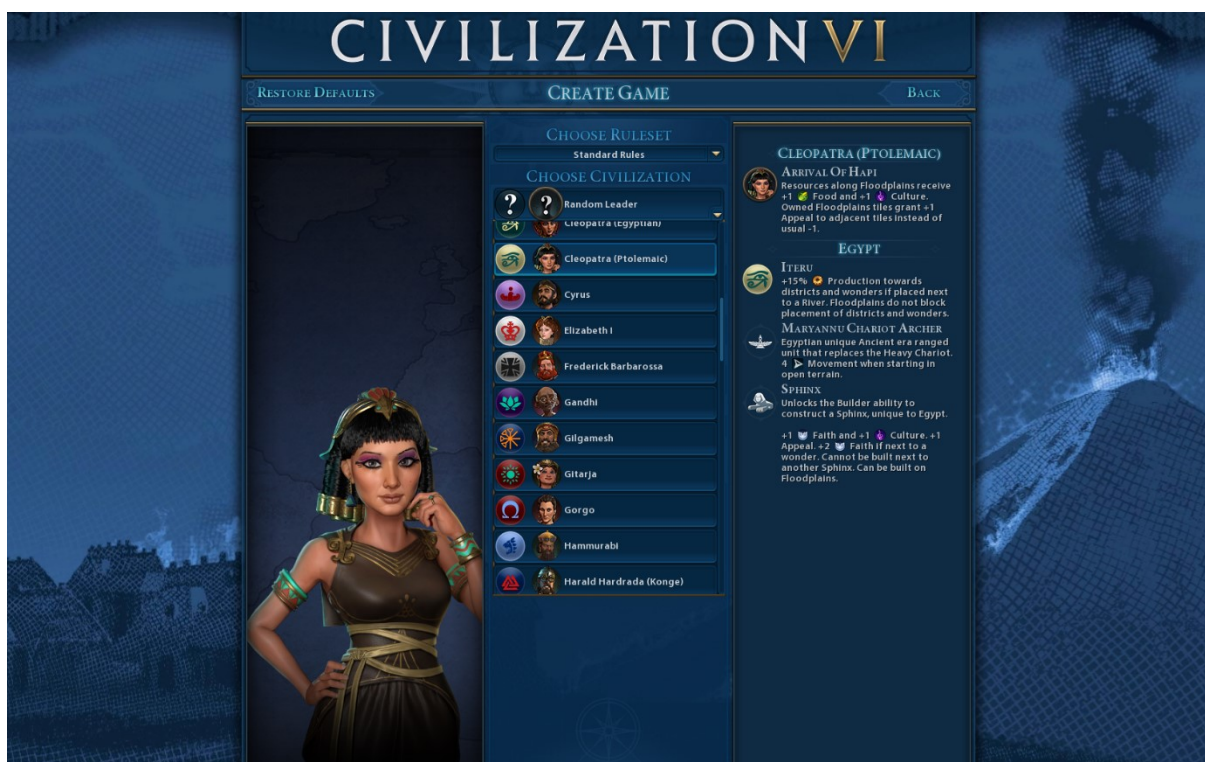 CIVILIZATION VI
RESTORE DEFAULTS
CREATE GAME
BACK
CHOOSE RULESET
Standard Rules
CHOOSE CIVILIZATION
? ? Random Leader
Cleopatra (Egyptian)
Cleopatra (Ptolemaic)
Cyrus
Elizabeth I
Frederick Barbarossa
Gandhi
Gilgamesh
Gitarja
Gorgo
Hammurabi
Harald Hardrada (Konge)
CLEOPATRA (PTOLEMAIC)
ARRIVAL OF HAPI
Resources along Floodplains receive
+1 Food and +1 Culture.
Owned Floodplains tiles grant +1
Appeal to adjacent tiles instead of
usual -1.
EGYPT
ITERU
+15% Production towards
districts and wonders if placed next
to a River. Floodplains do not block
placement of districts and wonders.
MARYANNU CHARIOT ARCHER
Egyptian unique Ancient era ranged
unit that replaces the Heavy Chariot.
4 Movement when starting in
open terrain.
SPHINX
Unlocks the Builder ability to
construct a Sphinx, unique to Egypt.
+1 Faith and +1 Culture. +1
Appeal. +2 Faith if next to a
wonder. Cannot be built next to
another Sphinx. Can be built on
Floodplains.